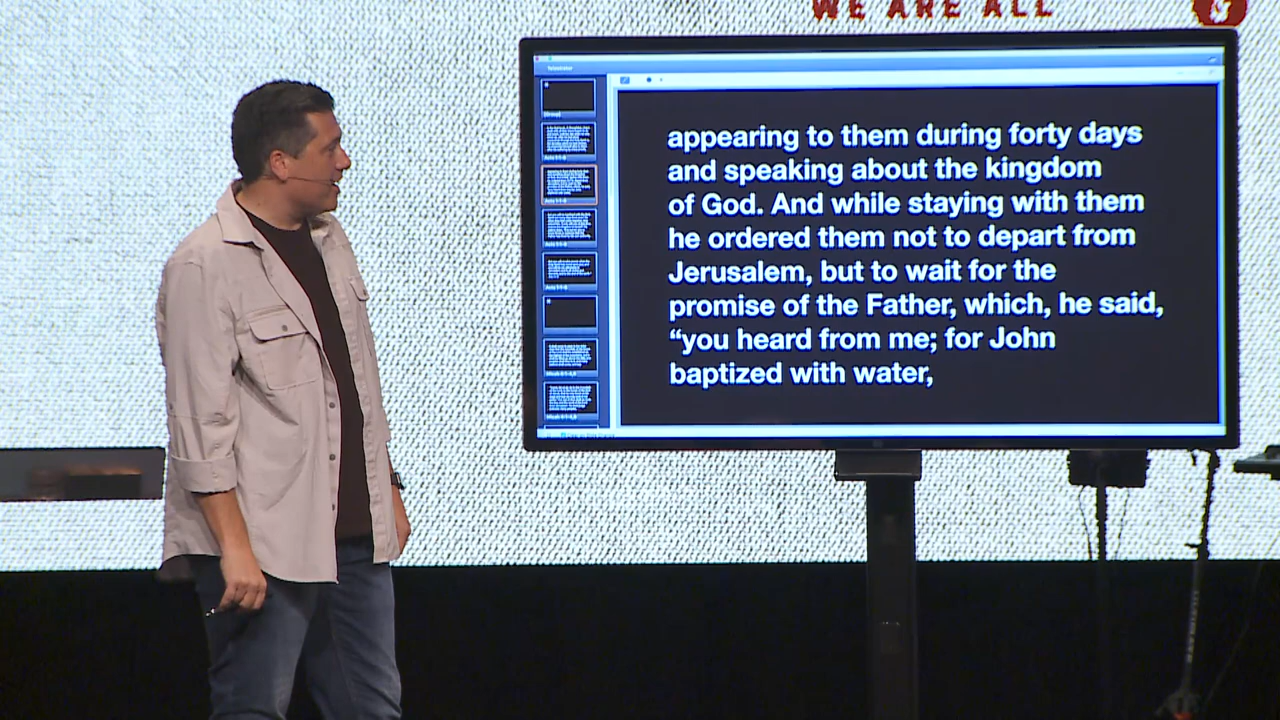 WE ARE ALL
appearing to them during forty days
and speaking about the kingdom
of God. And while staying with them
he ordered them not to depart from
Jerusalem, but to wait for the
promise of the Father, which, he said,
“you heard from me; for John
baptized with water,